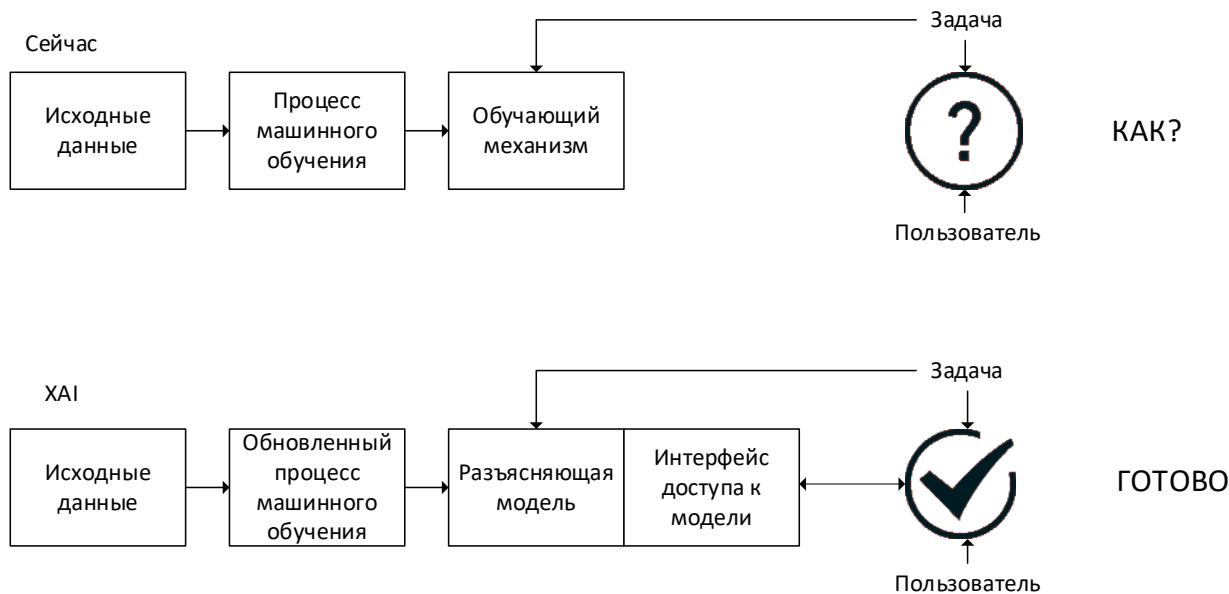 Задача
Сейчас
Исходные
данные
Процесс
машинного
обучения
Обучающий
механизм
?
КАК?
Пользователь
Задача
XAI
Исходные
данные
Обновленный
процесс
машинного
обучения
Разъясняющая
модель
Интерфейс
доступа к
модели
ГОТОВО
Пользователь